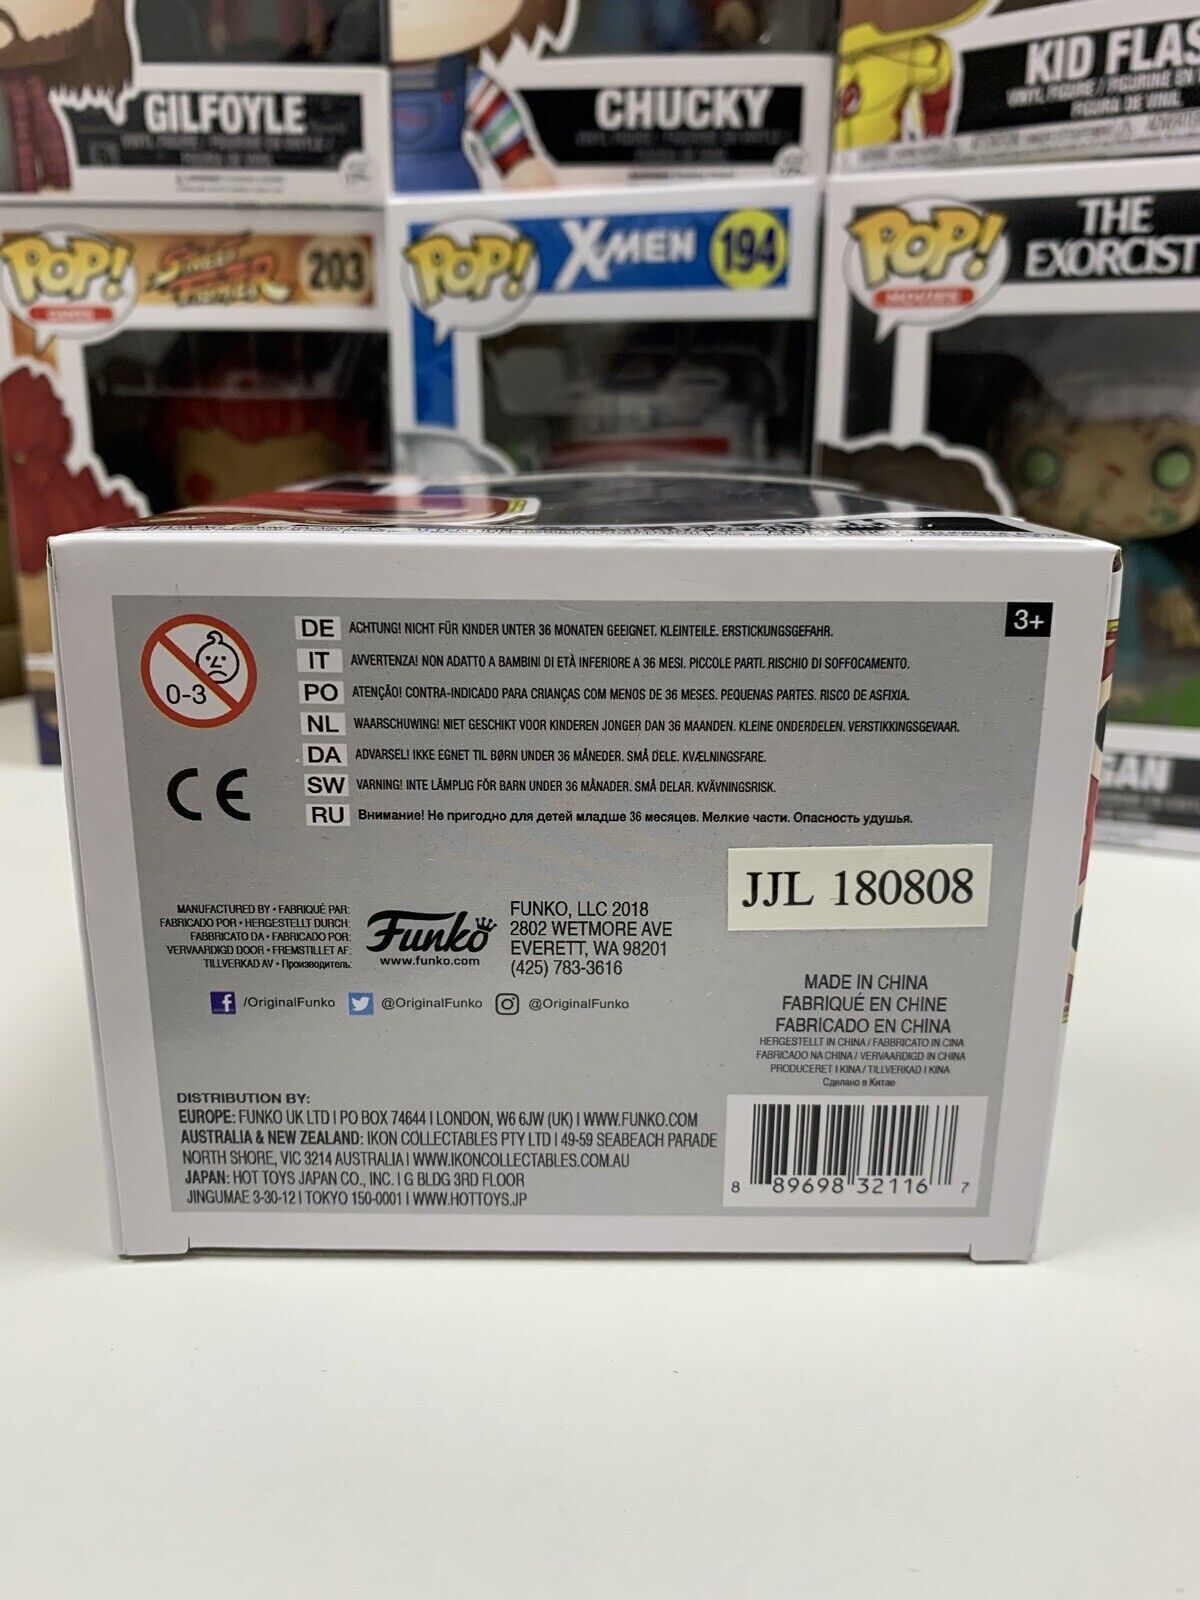 GILFOYLE
CHUCKY
KID FLAS
POP!
203
POP!
X-MEN
194
POP!
MOVIES
THE
EXORCIST
GAN
3+
0-3
DE ACHTUNG! NICHT FÜR KINDER UNTER 36 MONATEN GEEIGNET. KLEINTEILE. ERSTICKUNGSGEFAHR.
IT AVVERTENZA! NON ADATTO A BAMBINI DI ETÀ INFERIORE A 36 MESI. PICCOLE PARTI. RISCHIO DI SOFFOCAMENTO.
PO ATENÇÃO! CONTRA-INDICADO PARA CRIANÇAS COM MENOS DE 36 MESES. PEQUENAS PARTES. RISCO DE ASFIXIA.
NL WAARSCHUWING! NIET GESCHIKT VOOR KINDEREN JONGER DAN 36 MAANDEN. KLEINE ONDERDELEN. VERSTIKKINGSGEVAAR.
DA ADVARSEL! IKKE EGNET TIL BØRN UNDER 36 MÅNEDER. SMÅ DELE. KVÆLNINGSFARE.
SW VARNING! INTE LÄMPLIG FÖR BARN UNDER 36 MÅNADER. SMÅ DELAR. KVÄVNINGSRISK.
RU Внимание! Не пригодно для детей младше 36 месяцев. Мелкие части. Опасность удушья.
CE
JJL 180808
MANUFACTURED BY • FABRIQUÉ PAR:
FABRICADO POR • HERGESTELLT DURCH:
FABBRICATO DA • FABRICADO POR:
VERVAARDIGD DOOR • FREMSTILLET AF:
TILLVERKAD AV • Производитель:
Funko
www.funko.com
FUNKO, LLC 2018
2802 WETMORE AVE
EVERETT, WA 98201
(425) 783-3616
/OriginalFunko @OriginalFunko @OriginalFunko
MADE IN CHINA
FABRIQUÉ EN CHINE
FABRICADO EN CHINA
HERGESTELLT IN CHINA / FABBRICATO IN CINA
FABRICADO NA CHINA / VERVAARDIGD IN CHINA
PRODUCERET I KINA / TILLVERKAD I KINA
Сделано в Китае
DISTRIBUTION BY:
EUROPE: FUNKO UK LTD I PO BOX 74644 I LONDON, W6 6JW (UK) I WWW.FUNKO.COM
AUSTRALIA & NEW ZEALAND: IKON COLLECTABLES PTY LTD I 49-59 SEABEACH PARADE
NORTH SHORE, VIC 3214 AUSTRALIA I WWW.IKONCOLLECTABLES.COM.AU
JAPAN: HOT TOYS JAPAN CO., INC. I G BLDG 3RD FLOOR
JINGUMAE 3-30-12 I TOKYO 150-0001 I WWW.HOTTOYS.JP
8 89698 32116 7